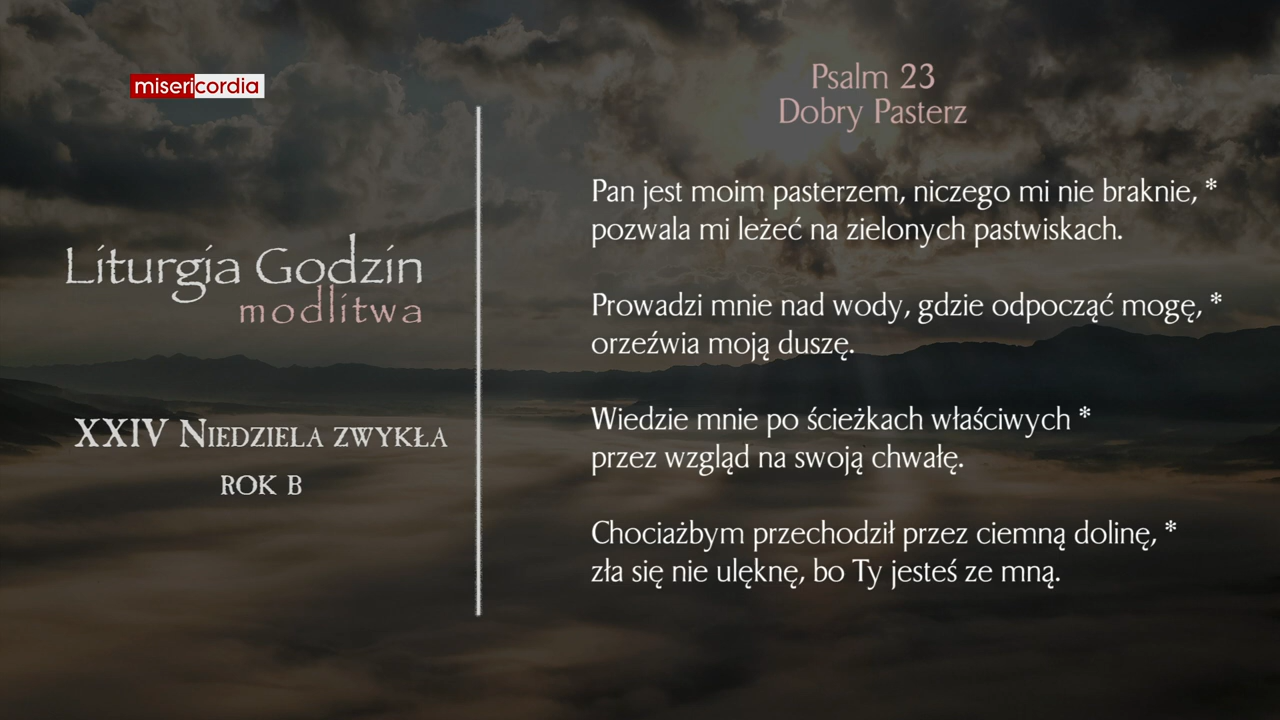 misericordia
Liturgia Godzin
modlitwa
XXIV Niedziela zwykła
rok B
Psalm 23
Dobry Pasterz
Pan jest moim pasterzem, niczego mi nie braknie, *
pozwala mi leżeć na zielonych pastwiskach.
Prowadzi mnie nad wody, gdzie odpocząć mogę, *
orzeźwia moją duszę.
Wiedzie mnie po ścieżkach właściwych *
przez wzgląd na swoją chwałę.
Chociażbym przechodził przez ciemną dolinę, *
zła się nie ulęknę, bo Ty jesteś ze mną.